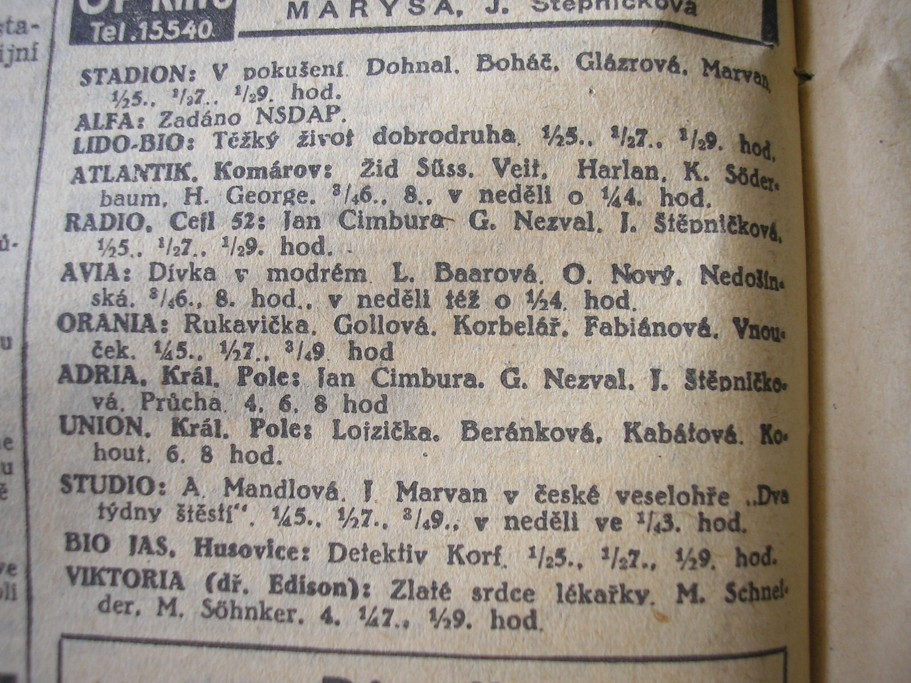 Tel.15540.
MARYŠA, J. Štěpničková
STADION: V pokušení. Dohnal. Boháč. Glázrová. Marvan.
½5., ½7., ½9. hod.
ALFA: Zadáno NSDAP.
LIDO-BIO: Těžký život dobrodruha. ½5., ½7., ½9. hod.
ATLANTIK. Komárov: Žid Süss. Veit. Harlan. K. Söder-
baum, H. George. ¾6., 8., v neděli o ¼4. hod.
RADIO. Cejl 52: Jan Cimbura G. Nezval. J. Štěpničková.
½5., ½7., ½9. hod.
AVIA: Dívka v modrém L. Baarová. O. Nový. Nedošin-
ská. ¾6., 8. hod., v neděli též o ½4. hod.
ORANIA: Rukavička. Gollová. Korbelář. Fabiánová. Vnou-
ček. ¼5., ½7., ¾9 hod
ADRIA. Král. Pole: Jan Cimbura. G. Nezval. J. Štěpničko-
vá. Průcha 4, 6, 8 hod
UNION. Král. Pole: Lojzička. Beránková. Kabátová. Ko-
hout. 6. 8 hod.
STUDIO: A. Mandlová. J. Marvan v české veselohře „Dva
týdny štěstí“. ¼5., ½7., ¾9., v neděli ve ½3. hod.
BIO JAS. Husovice: Detektiv Korf. ½5., ½7., ½9. hod.
VIKTORIA (dř. Edison): Zlaté srdce lékařky. M. Schnei-
der, M. Söhnker. 4. ¼7., ½9. hod.